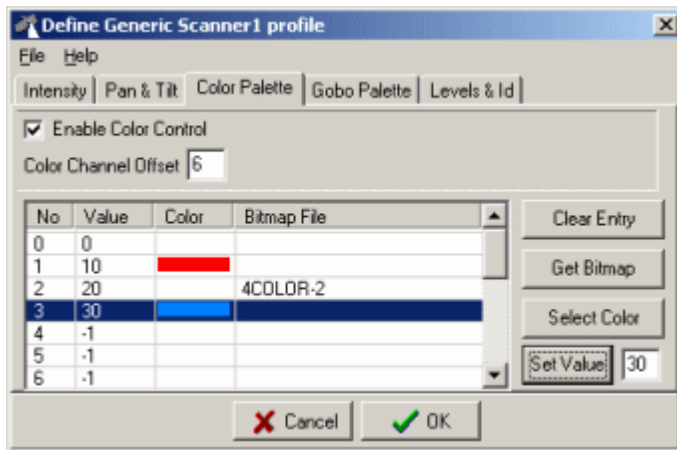 Define Generic Scanner1 profile
File Help
Intensity Pan & Tilt Color Palette Gobo Palette Levels & Id
Enable Color Control
Color Channel Offset 6
No Value Color Bitmap File
0 0
1 10
2 20 4COLOR-2
3 30
4 -1
5 -1
6 -1
Clear Entry
Get Bitmap
Select Color
Set Value 30
Cancel OK